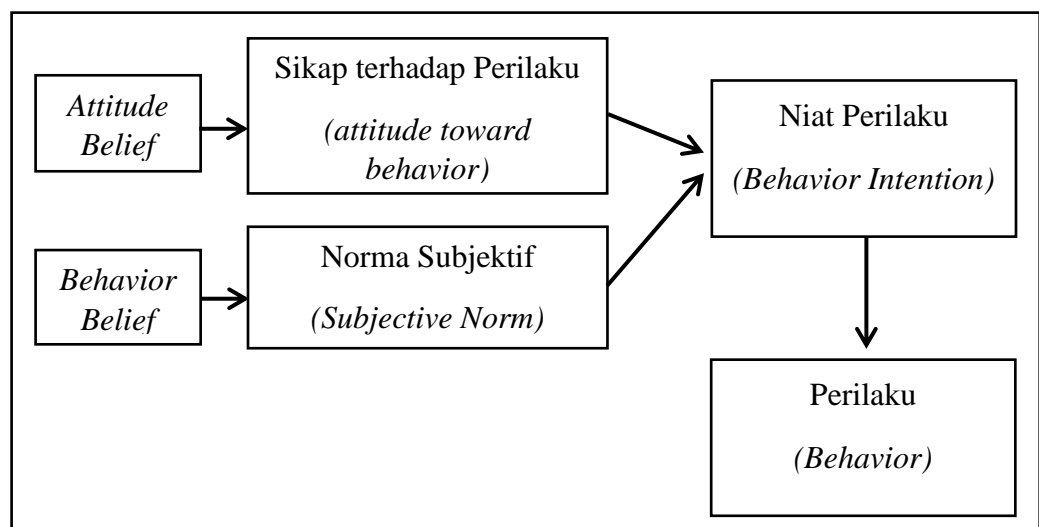 Attitude
Belief
Sikap terhadap Perilaku
(attitude toward
behavior)
Niat Perilaku
(Behavior Intention)
Behavior
Belief
Norma Subjektif
(Subjective Norm)
Perilaku
(Behavior)